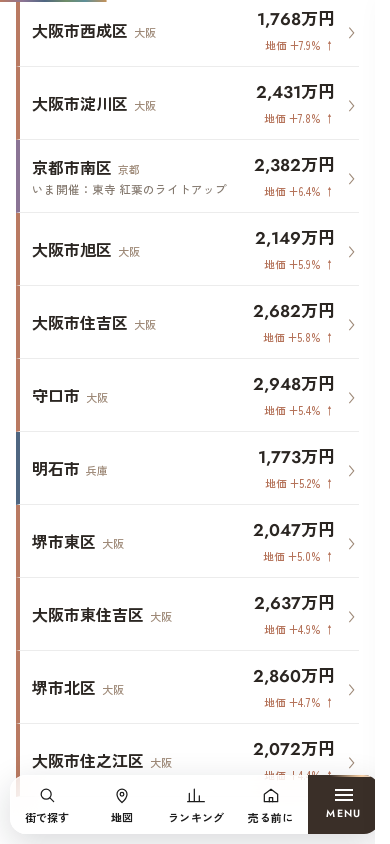 大阪市西成区 大阪 1,768万円
地価 +7.9% ↑
大阪市淀川区 大阪 2,431万円
地価 +7.8% ↑
京都市南区 京都 2,382万円
いま開催：東寺 紅葉のライトアップ 地価 +6.4% ↑
大阪市旭区 大阪 2,149万円
地価 +5.9% ↑
大阪市住吉区 大阪 2,682万円
地価 +5.8% ↑
守口市 大阪 2,948万円
地価 +5.4% ↑
明石市 兵庫 1,773万円
地価 +5.2% ↑
堺市東区 大阪 2,047万円
地価 +5.0% ↑
大阪市東住吉区 大阪 2,637万円
地価 +4.9% ↑
堺市北区 大阪 2,860万円
地価 +4.7% ↑
大阪市住之江区 大阪 2,072万円
街で探す 地図 ランキング 売る前に MENU